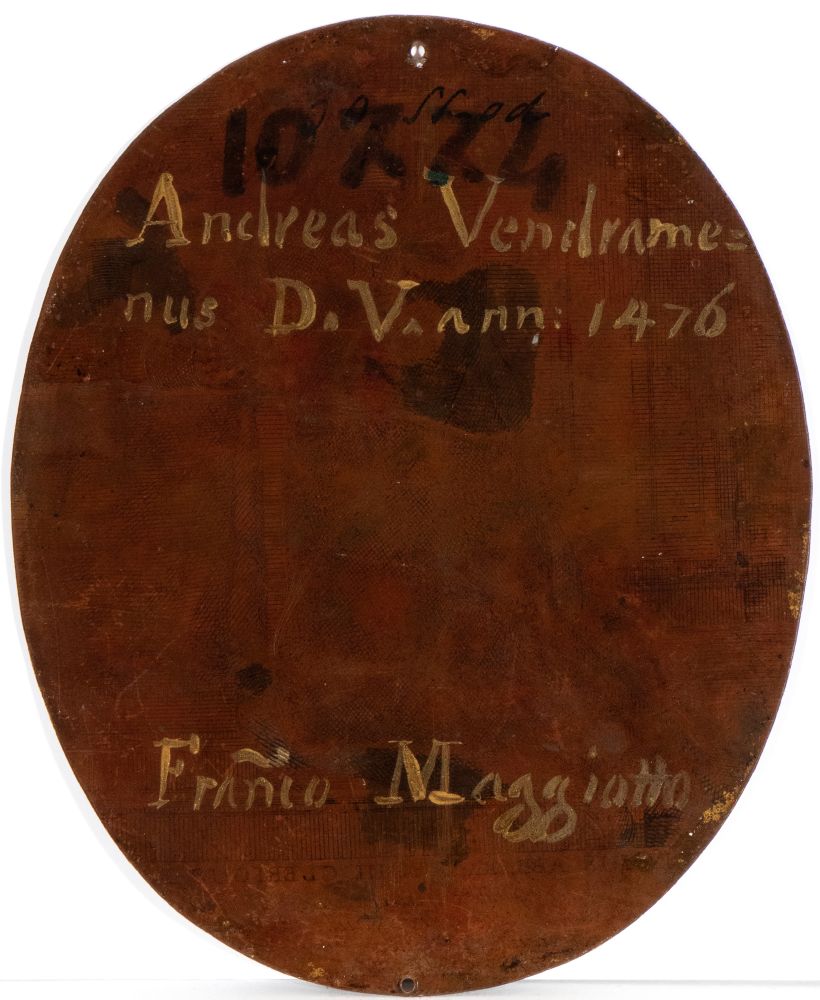 10724
Andreas Vendrame=
nus D. V. ann: 1476
Frañco Maggiotto